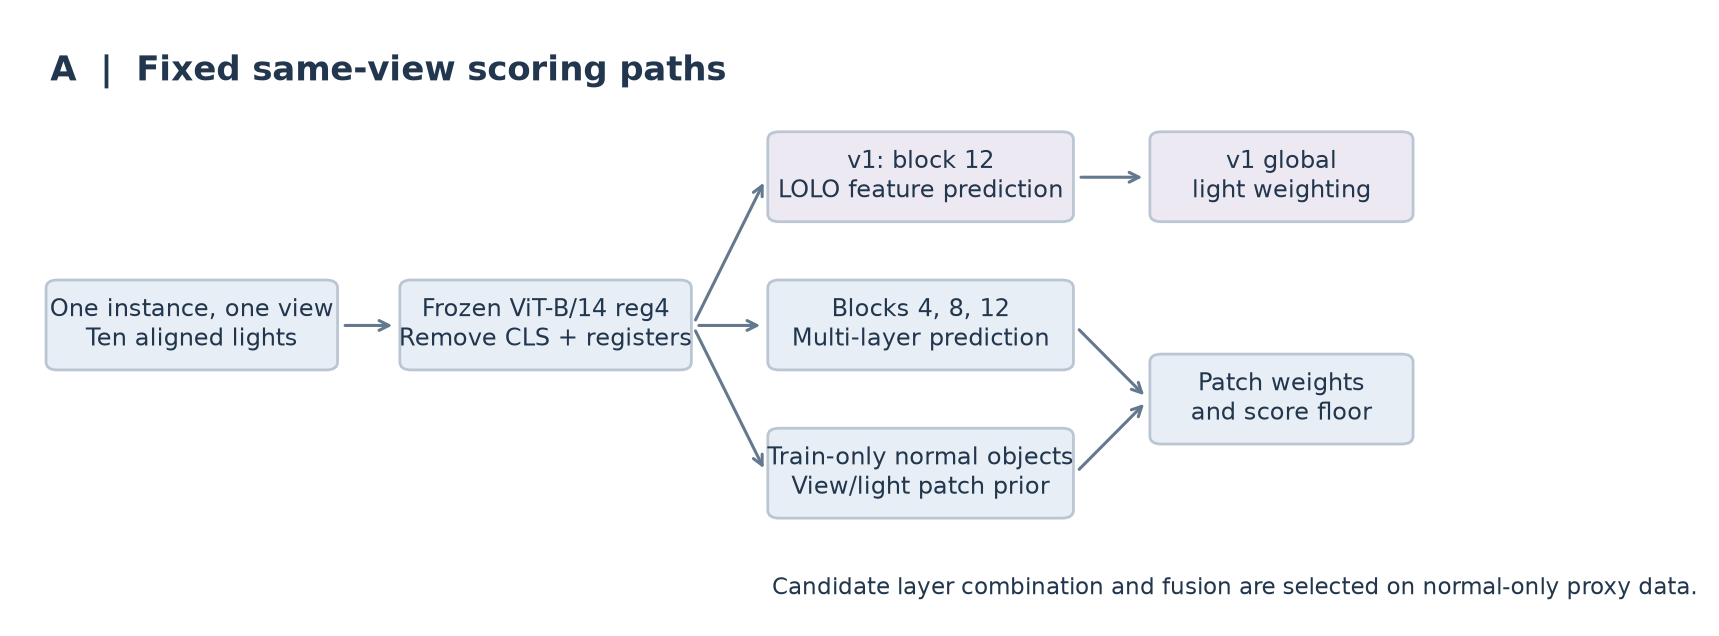 A | Fixed same-view scoring paths
One instance, one view
Ten aligned lights
Frozen ViT-B/14 reg4
Remove CLS + registers
v1: block 12
LOLO feature prediction
v1 global
light weighting
Blocks 4, 8, 12
Multi-layer prediction
Train-only normal objects
View/light patch prior
Patch weights
and score floor
Candidate layer combination and fusion are selected on normal-only proxy data.